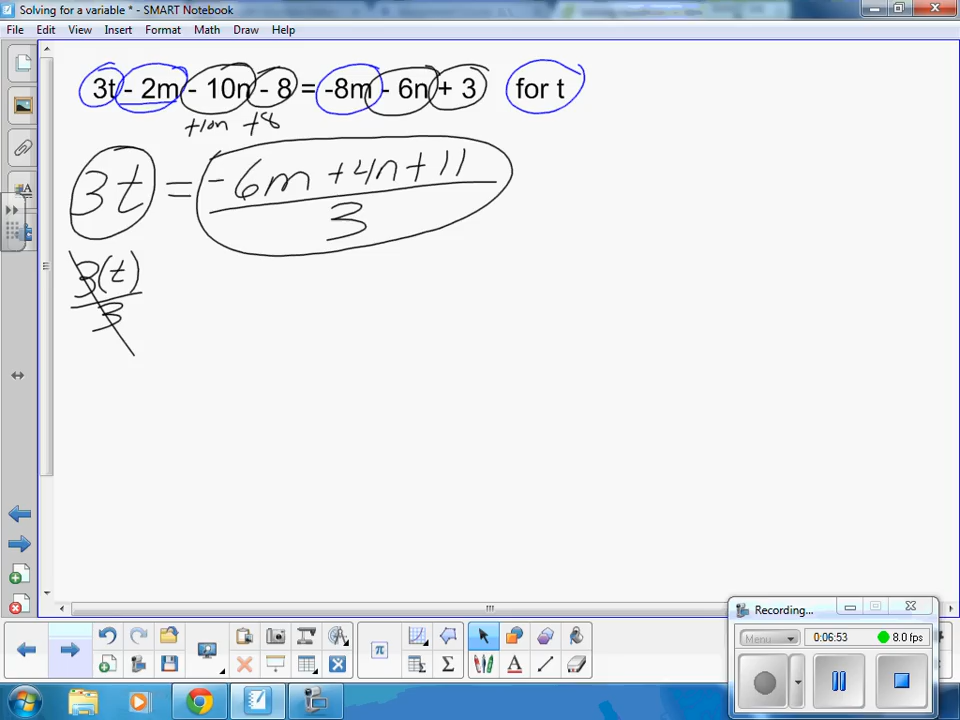 Solving for a variable * - SMART Notebook
File Edit View Insert Format Math Draw Help
3t - 2m - 10n - 8 = -8m - 6n + 3 for t
+10n +8
3t = -6m + 4n + 11
3
3(t)
3
Recording...
Menu 0:06:53 8.0 fps